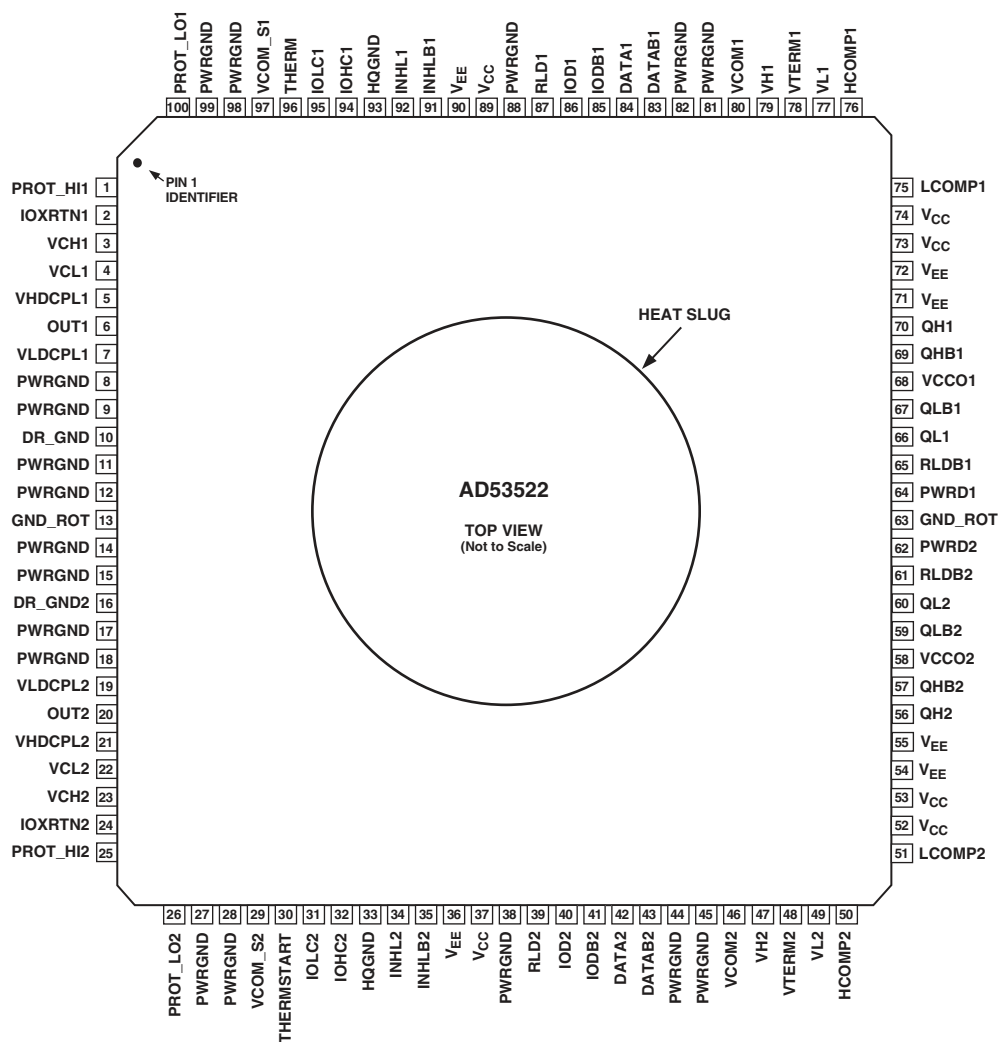 PROT_LO1
PWRGND
PWRGND
VCOM_S1
THERM
IOLC1
IOHC1
HQGND
INHL1
INHLB1
VEE
VCC
PWRGND
RLD1
IOD1
IODB1
DATA1
DATAB1
PWRGND
PWRGND
VCOM1
VH1
VTERM1
VL1
HCOMP1
100 99 98 97 96 95 94 93 92 91 90 89 88 87 86 85 84 83 82 81 80 79 78 77 76
PIN 1
IDENTIFIER
PROT_HI1 1
IOXRTN1 2
VCH1 3
VCL1 4
VHDCPL1 5
OUT1 6
VLDCPL1 7
PWRGND 8
PWRGND 9
DR_GND 10
PWRGND 11
PWRGND 12
GND_ROT 13
PWRGND 14
PWRGND 15
DR_GND2 16
PWRGND 17
PWRGND 18
VLDCPL2 19
OUT2 20
VHDCPL2 21
VCL2 22
VCH2 23
IOXRTN2 24
PROT_HI2 25
HEAT SLUG
AD53522
TOP VIEW
(Not to Scale)
75 LCOMP1
74 VCC
73 VCC
72 VEE
71 VEE
70 QH1
69 QHB1
68 VCCO1
67 QLB1
66 QL1
65 RLDB1
64 PWRD1
63 GND_ROT
62 PWRD2
61 RLDB2
60 QL2
59 QLB2
58 VCCO2
57 QHB2
56 QH2
55 VEE
54 VEE
53 VCC
52 VCC
51 LCOMP2
26 27 28 29 30 31 32 33 34 35 36 37 38 39 40 41 42 43 44 45 46 47 48 49 50
PROT_LO2
PWRGND
PWRGND
VCOM_S2
THERMSTART
IOLC2
IOHC2
HQGND
INHL2
INHLB2
VEE
VCC
PWRGND
RLD2
IOD2
IODB2
DATA2
DATAB2
PWRGND
PWRGND
VCOM2
VH2
VTERM2
VL2
HCOMP2